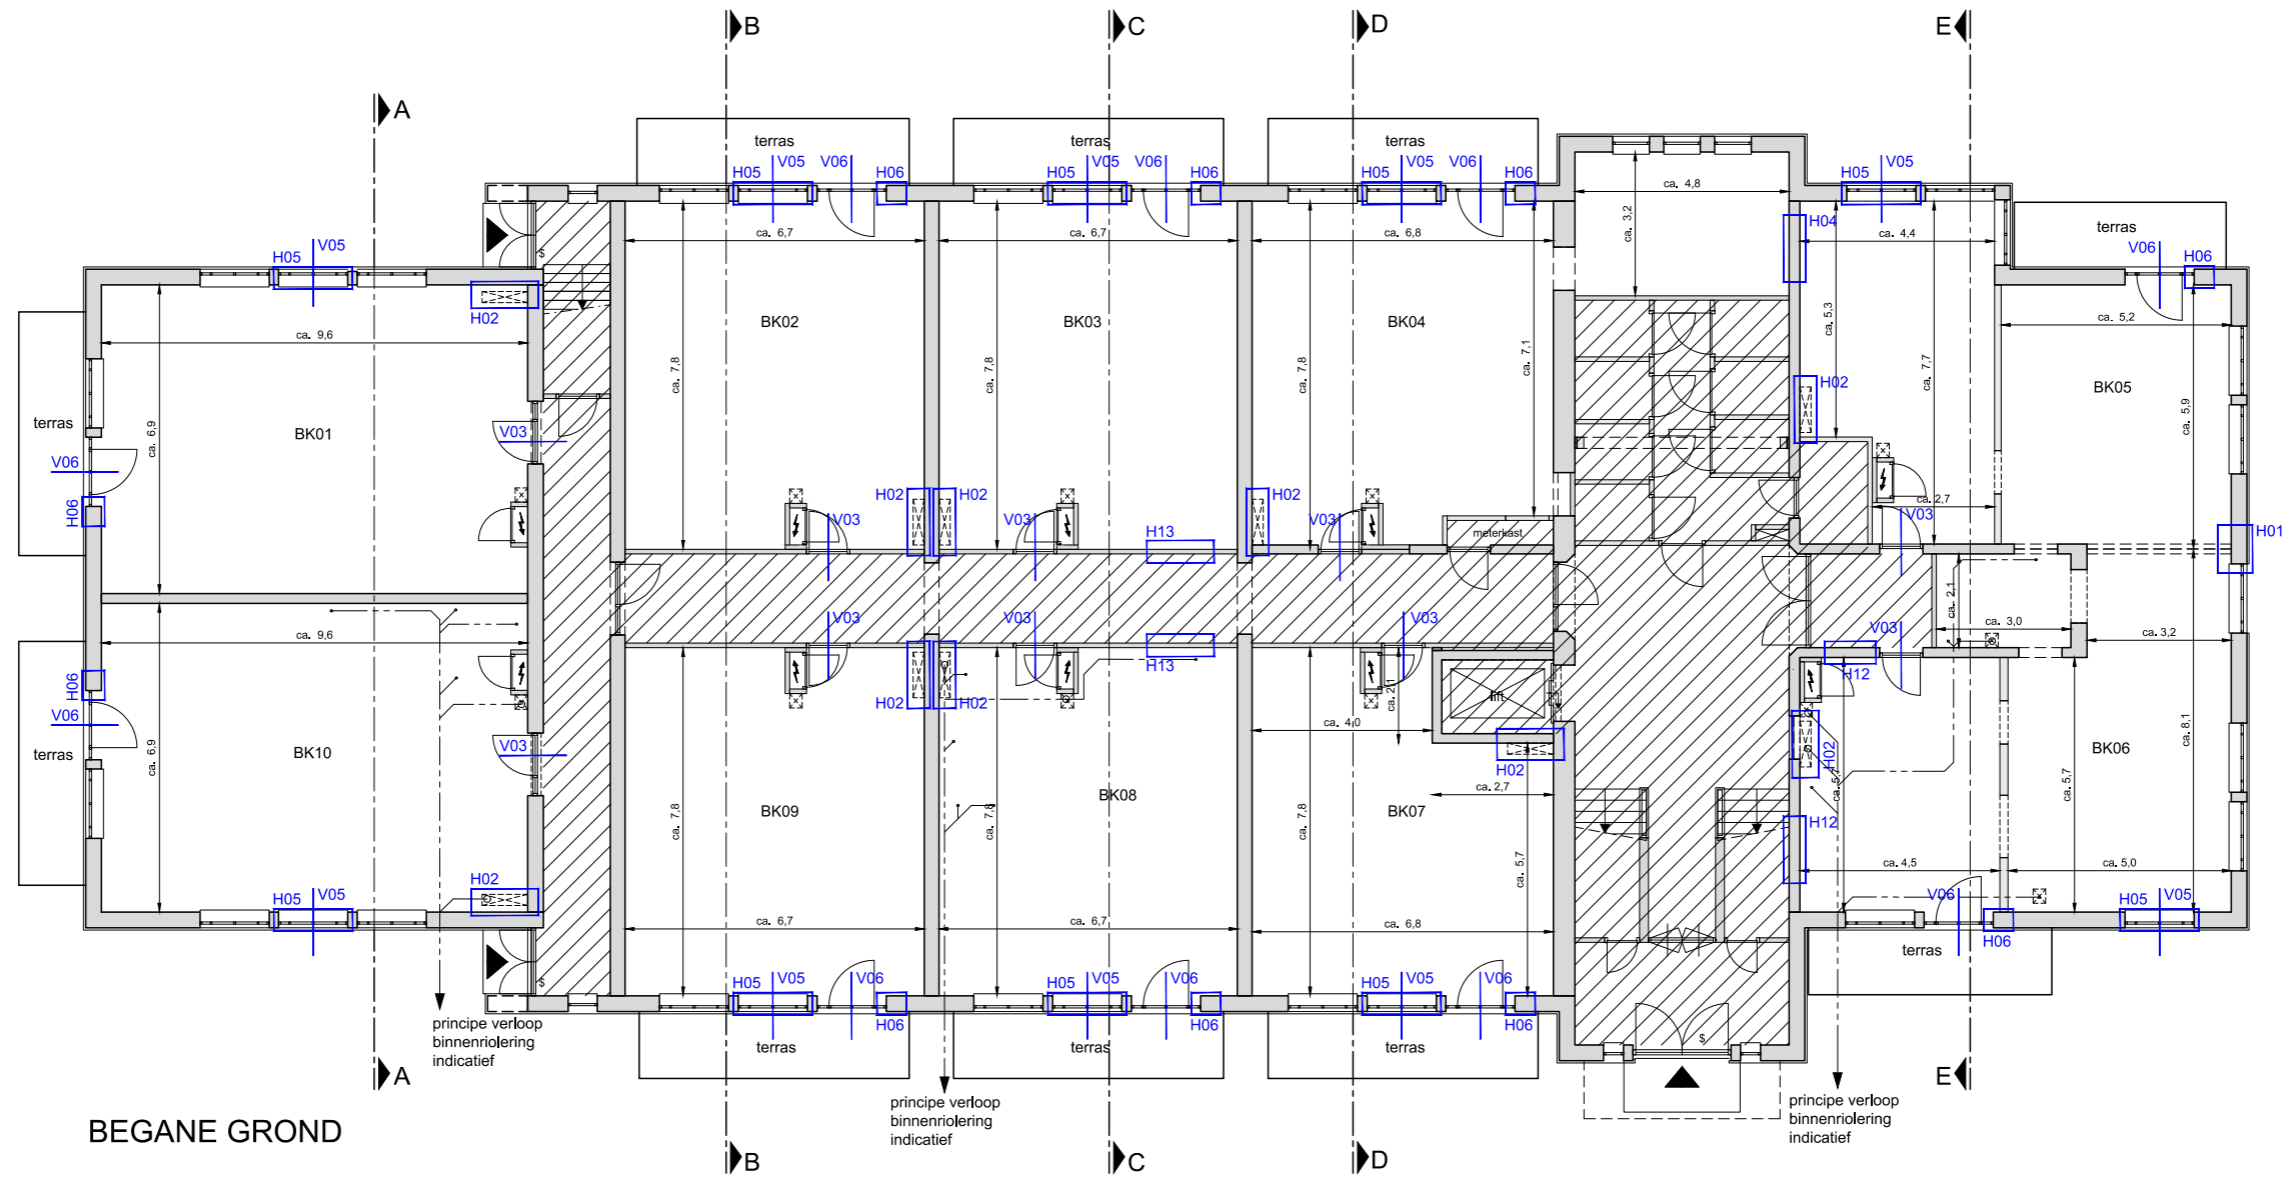 B
C
D
E
A
terras
terras
terras
H05 V05 V06 H06
H05 V05 V06 H06
H05 V05 V06 H06
H05 V05
ca. 4,8
ca. 3,2
H04
ca. 4,4
terras
V06 H06
H05 V05
H02
ca. 6,7
ca. 6,7
ca. 6,8
ca. 5,3
ca. 7,7
ca. 5,2
BK02
BK03
BK04
ca. 9,6
ca. 7,8
ca. 7,8
ca. 7,8
ca. 7,1
H02
BK05
ca. 5,9
terras
BK01
ca. 6,9
V03
V06
H06
H02
H02
H02
V03
V03
V03
H13
meterkast
ca. 2,7
V03
H01
ca. 9,6
V03
V03
V03
H13
ca. 2,1
ca. 3,0
ca. 3,2
V03
H12
H06
V06
H02
H02
ca. 2,1
lift
ca. 4,0
H02
H02
terras
BK10
ca. 6,9
V03
BK06
ca. 8,1
ca. 5,7
ca. 5,7
ca. 2,7
BK09
BK08
BK07
ca. 7,8
ca. 7,8
ca. 7,8
ca. 5,7
H12
H02
ca. 4,5
ca. 5,0
H05 V05
V06
H06
H05 V05
ca. 6,7
ca. 6,7
ca. 6,8
terras
H05 V05 V06 H06
H05 V05 V06 H06
H05 V05 V06 H06
terras
terras
terras
principe verloop
binnenriolering
indicatief
A
E
principe verloop
binnenriolering
indicatief
principe verloop
binnenriolering
indicatief
BEGANE GROND
B
C
D